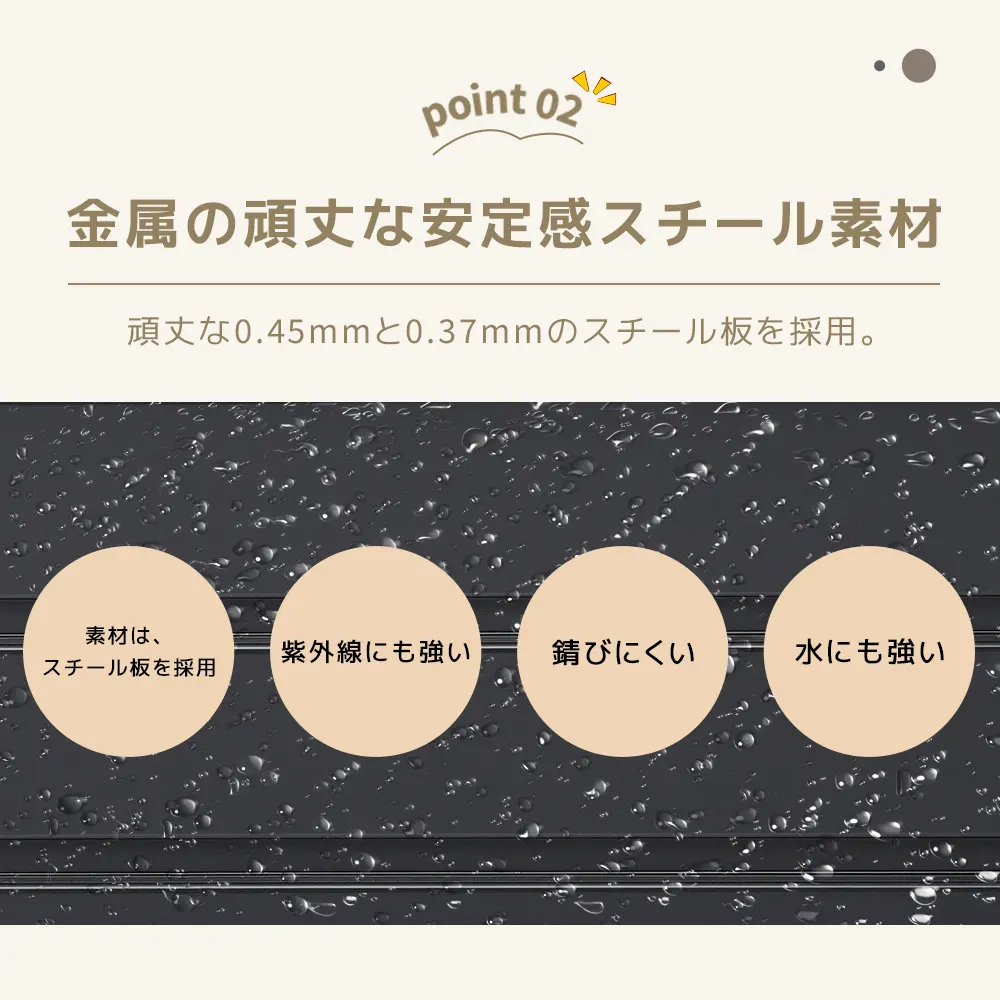 point 02
金属の頑丈な安定感スチール素材
頑丈な0.45mmと0.37mmのスチール板を採用。
素材は、
スチール板を採用
紫外線にも強い
錆びにくい
水にも強い